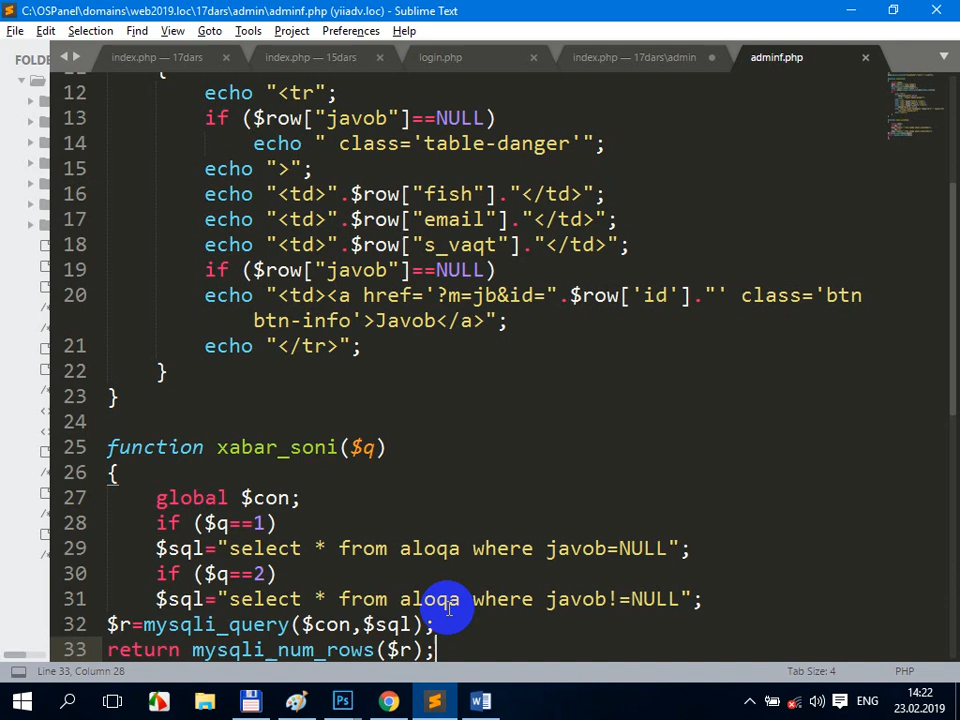 C:\OSPanel\domains\web2019.loc\17dars\admin\adminf.php (yiiadv.loc) - Sublime Text
File Edit Selection Find View Goto Tools Project Preferences Help
FOLDE index.php — 17dars index.php — 15dars login.php index.php — 17dars\admin adminf.php
{
12 echo "<tr";
13 if ($row["javob"]==NULL)
14 echo " class='table-danger'";
15 echo ">";
16 echo "<td>".$row["fish"]."</td>";
17 echo "<td>".$row["email"]."</td>";
18 echo "<td>".$row["s_vaqt"]."</td>";
19 if ($row["javob"]==NULL)
20 echo "<td><a href='?m=jb&id=".$row['id']."' class='btn
btn-info'>Javob</a>";
21 echo "</tr>";
22 }
23 }
24
25 function xabar_soni($q)
26 {
27 global $con;
28 if ($q==1)
29 $sql="select * from aloqa where javob=NULL";
30 if ($q==2)
31 $sql="select * from aloqa where javob!=NULL";
32 $r=mysqli_query($con,$sql);
33 return mysqli_num_rows($r);
Line 33, Column 28 Tab Size: 4 PHP
ENG 14:22
23.02.2019